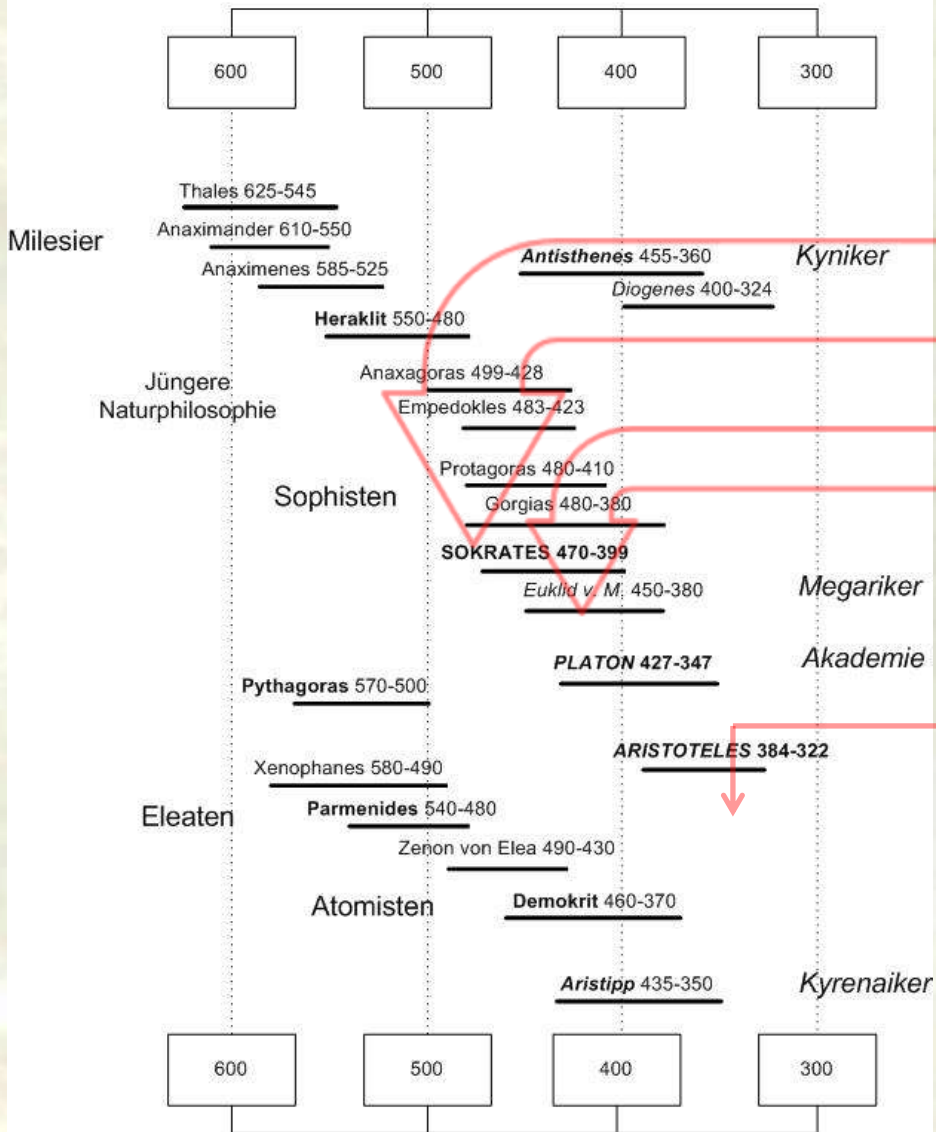 600 500 400 300
Thales 625-545
Milesier
Anaximander 610-550
Antisthenes 455-360 Kyniker
Anaximenes 585-525
Diogenes 400-324
Heraklit 550-480
Anaxagoras 499-428
Jüngere
Naturphilosophie
Empedokles 483-423
Protagoras 480-410
Sophisten
Gorgias 480-380
SOKRATES 470-399
Euklid v. M. 450-380 Megariker
PLATON 427-347 Akademie
Pythagoras 570-500
ARISTOTELES 384-322
Xenophanes 580-490
Eleaten
Parmenides 540-480
Zenon von Elea 490-430
Demokrit 460-370
Atomisten
Aristipp 435-350 Kyrenaiker
600 500 400 300